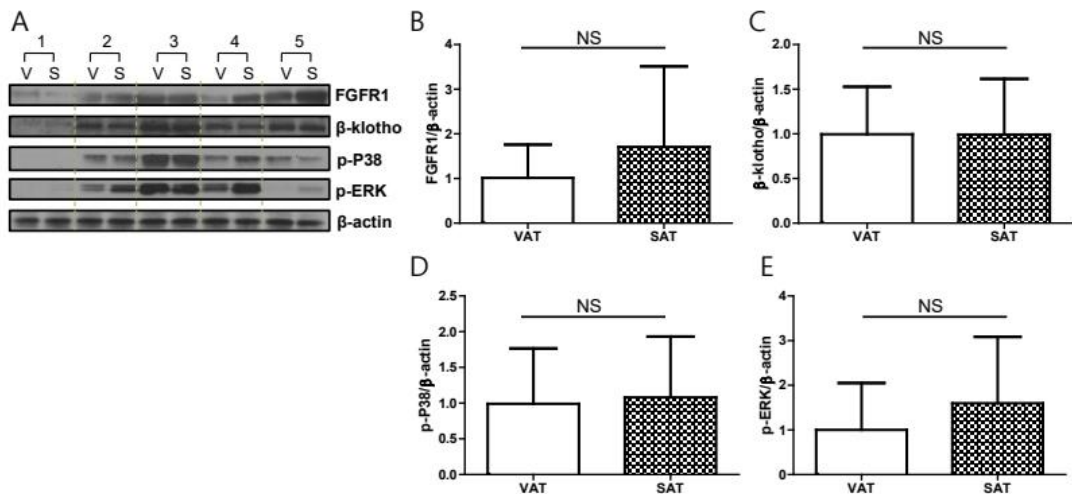 A
1 2 3 4 5
V S V S V S V S V S
FGFR1
β-klotho
p-P38
p-ERK
β-actin
B
NS
FGFR1/β-actin
4
3
2
1
0
VAT SAT
C
NS
β-klotho/β-actin
2.0
1.5
1.0
0.5
0.0
VAT SAT
D
NS
p-P38/β-actin
2.5
2.0
1.5
1.0
0.5
0.0
VAT SAT
E
NS
p-ERK/β-actin
4
3
2
1
0
VAT SAT